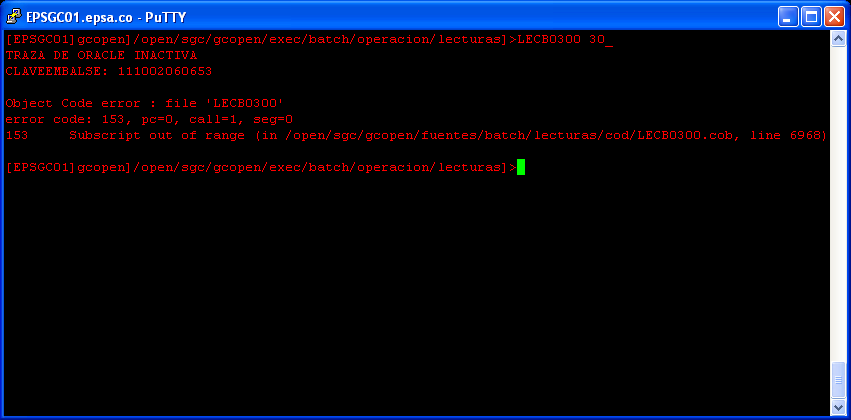 EPSGC01.epsa.co - PuTTY
[EPSGC01]gcopen]/open/sgc/gcopen/exec/batch/operacion/lecturas]>LECB0300 30_
TRAZA DE ORACLE INACTIVA
CLAVEEMBALSE: 111002060653
Object Code error : file 'LECB0300'
error code: 153, pc=0, call=1, seg=0
153     Subscript out of range (in /open/sgc/gcopen/fuentes/batch/lecturas/cod/LECB0300.cob, line 6968)
[EPSGC01]gcopen]/open/sgc/gcopen/exec/batch/operacion/lecturas]>